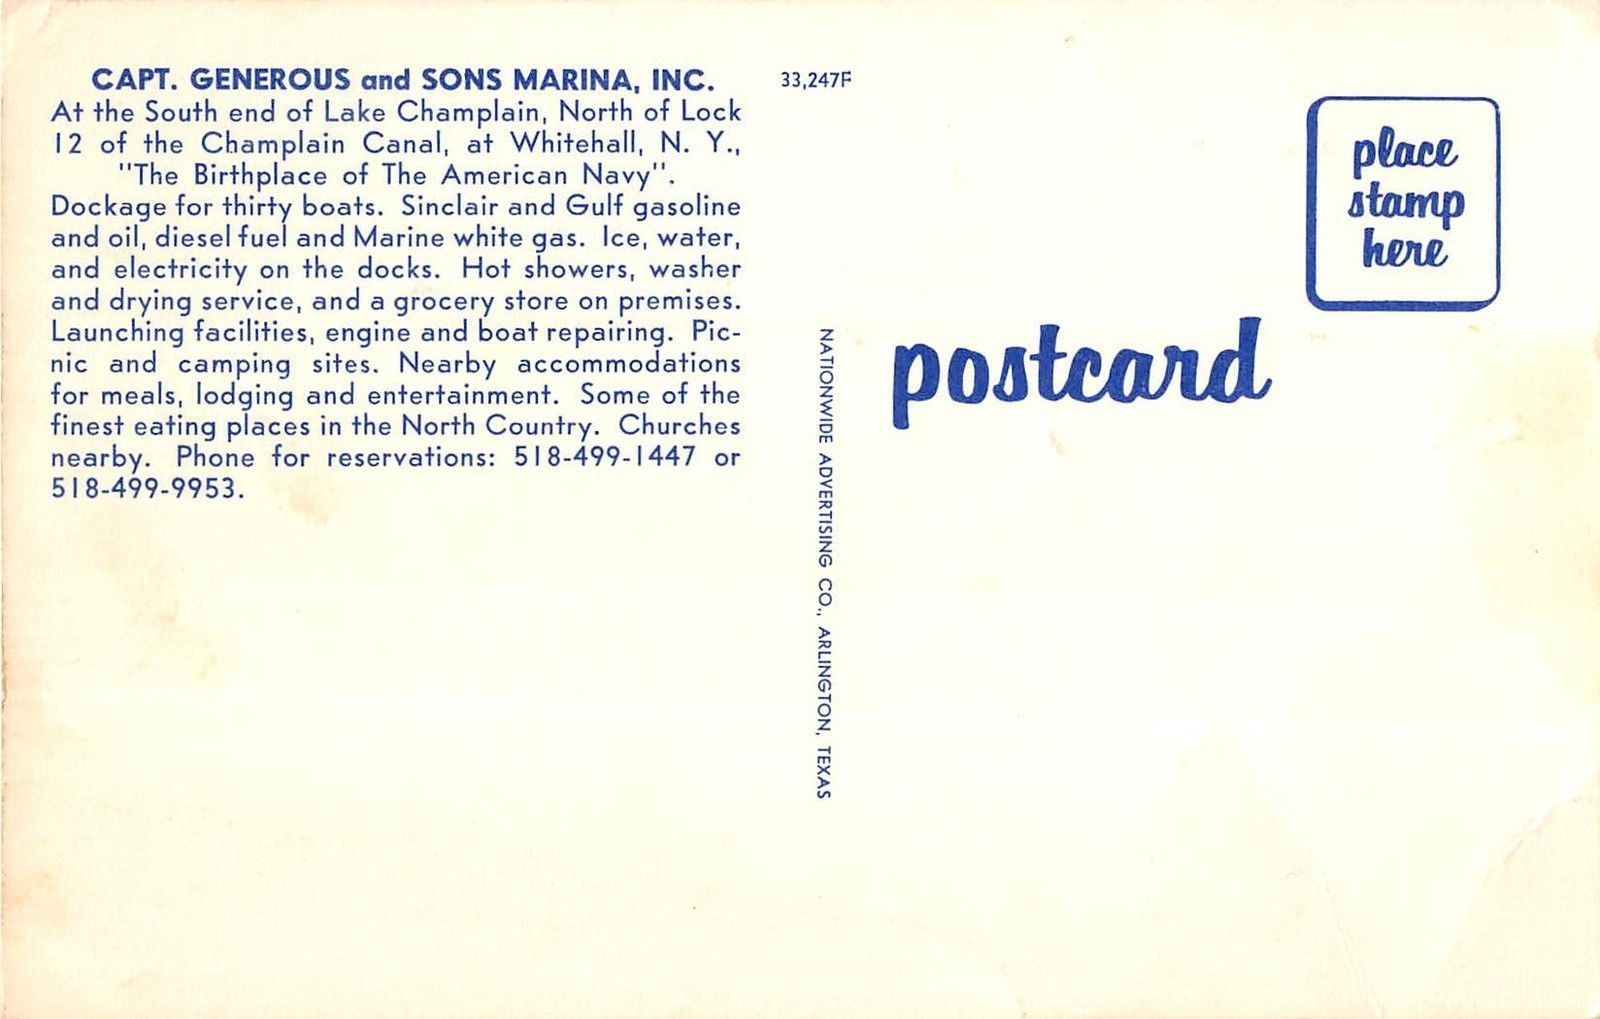 CAPT. GENEROUS and SONS MARINA, INC.
At the South end of Lake Champlain, North of Lock
12 of the Champlain Canal, at Whitehall, N. Y.,
"The Birthplace of The American Navy".
Dockage for thirty boats. Sinclair and Gulf gasoline
and oil, diesel fuel and Marine white gas. Ice, water,
and electricity on the docks. Hot showers, washer
and drying service, and a grocery store on premises.
Launching facilities, engine and boat repairing. Pic-
nic and camping sites. Nearby accommodations
for meals, lodging and entertainment. Some of the
finest eating places in the North Country. Churches
nearby. Phone for reservations: 518-499-1447 or
518-499-9953.
33,247F
NATIONWIDE ADVERTISING CO., ARLINGTON, TEXAS
place
stamp
here
postcard